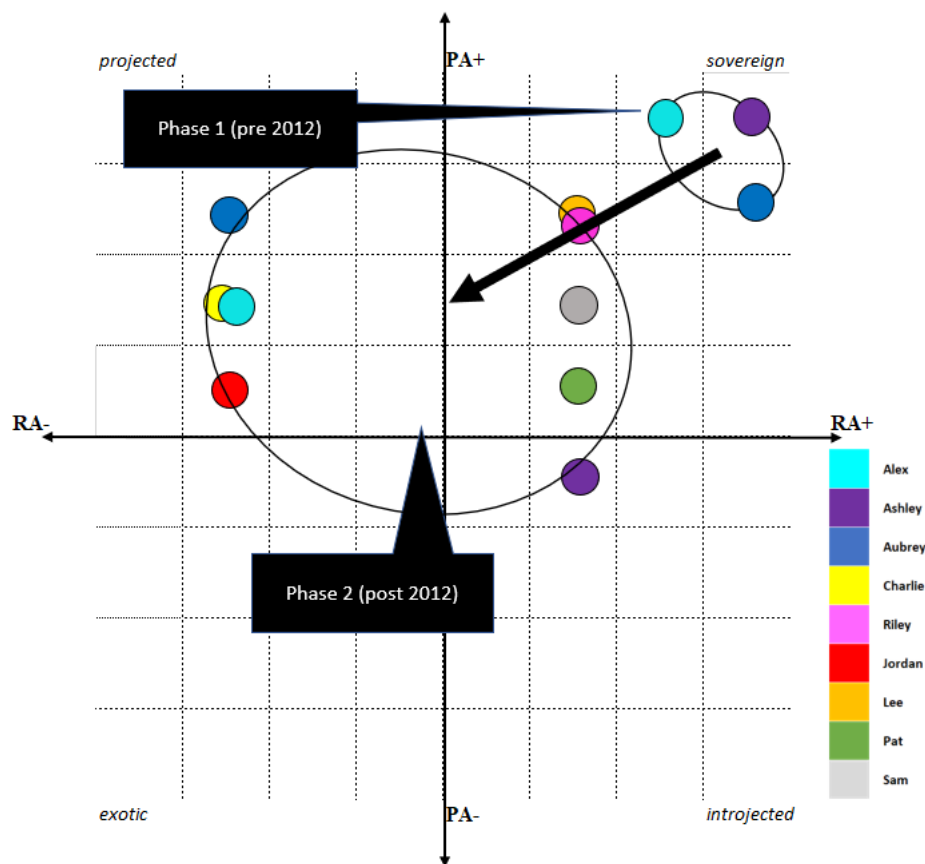 projected
PA+
sovereign
Phase 1 (pre 2012)
RA-
RA+
Alex
Ashley
Aubrey
Phase 2 (post 2012)
Charlie
Riley
Jordan
Lee
Pat
Sam
exotic
PA-
introjected